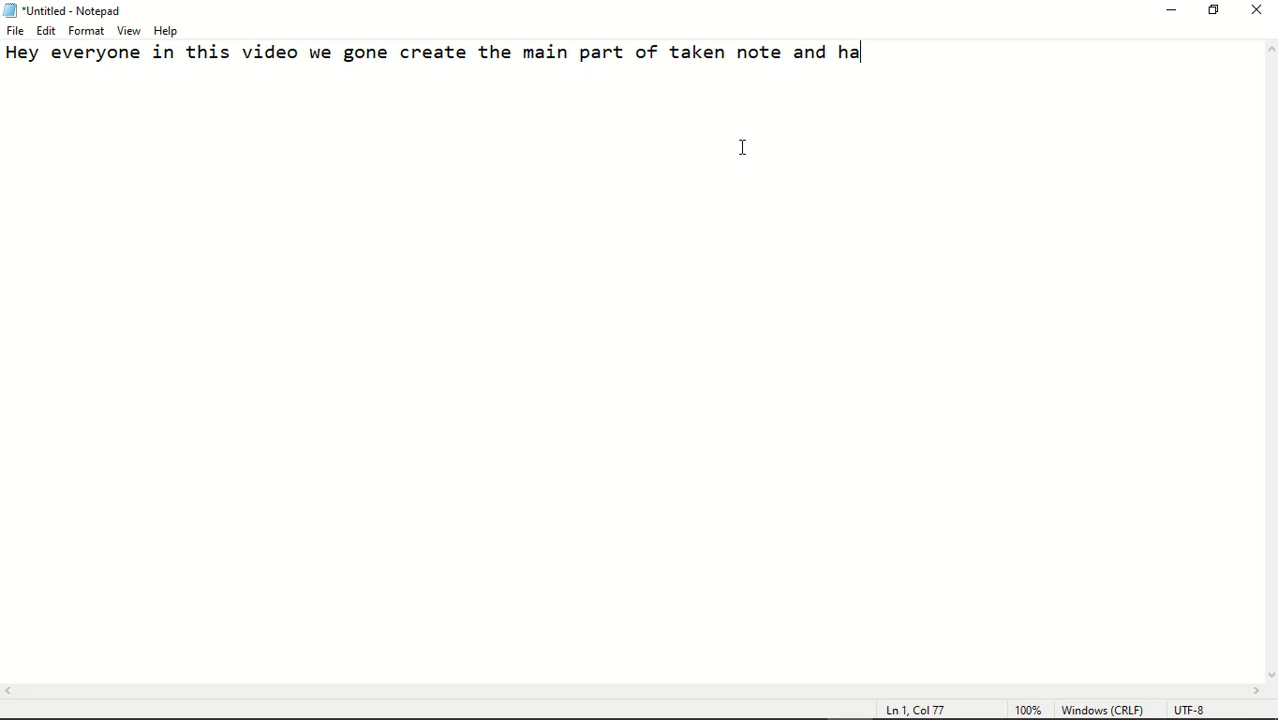 *Untitled - Notepad
File Edit Format View Help
Hey everyone in this video we gone create the main part of taken note and ha
Ln 1, Col 77 100% Windows (CRLF) UTF-8